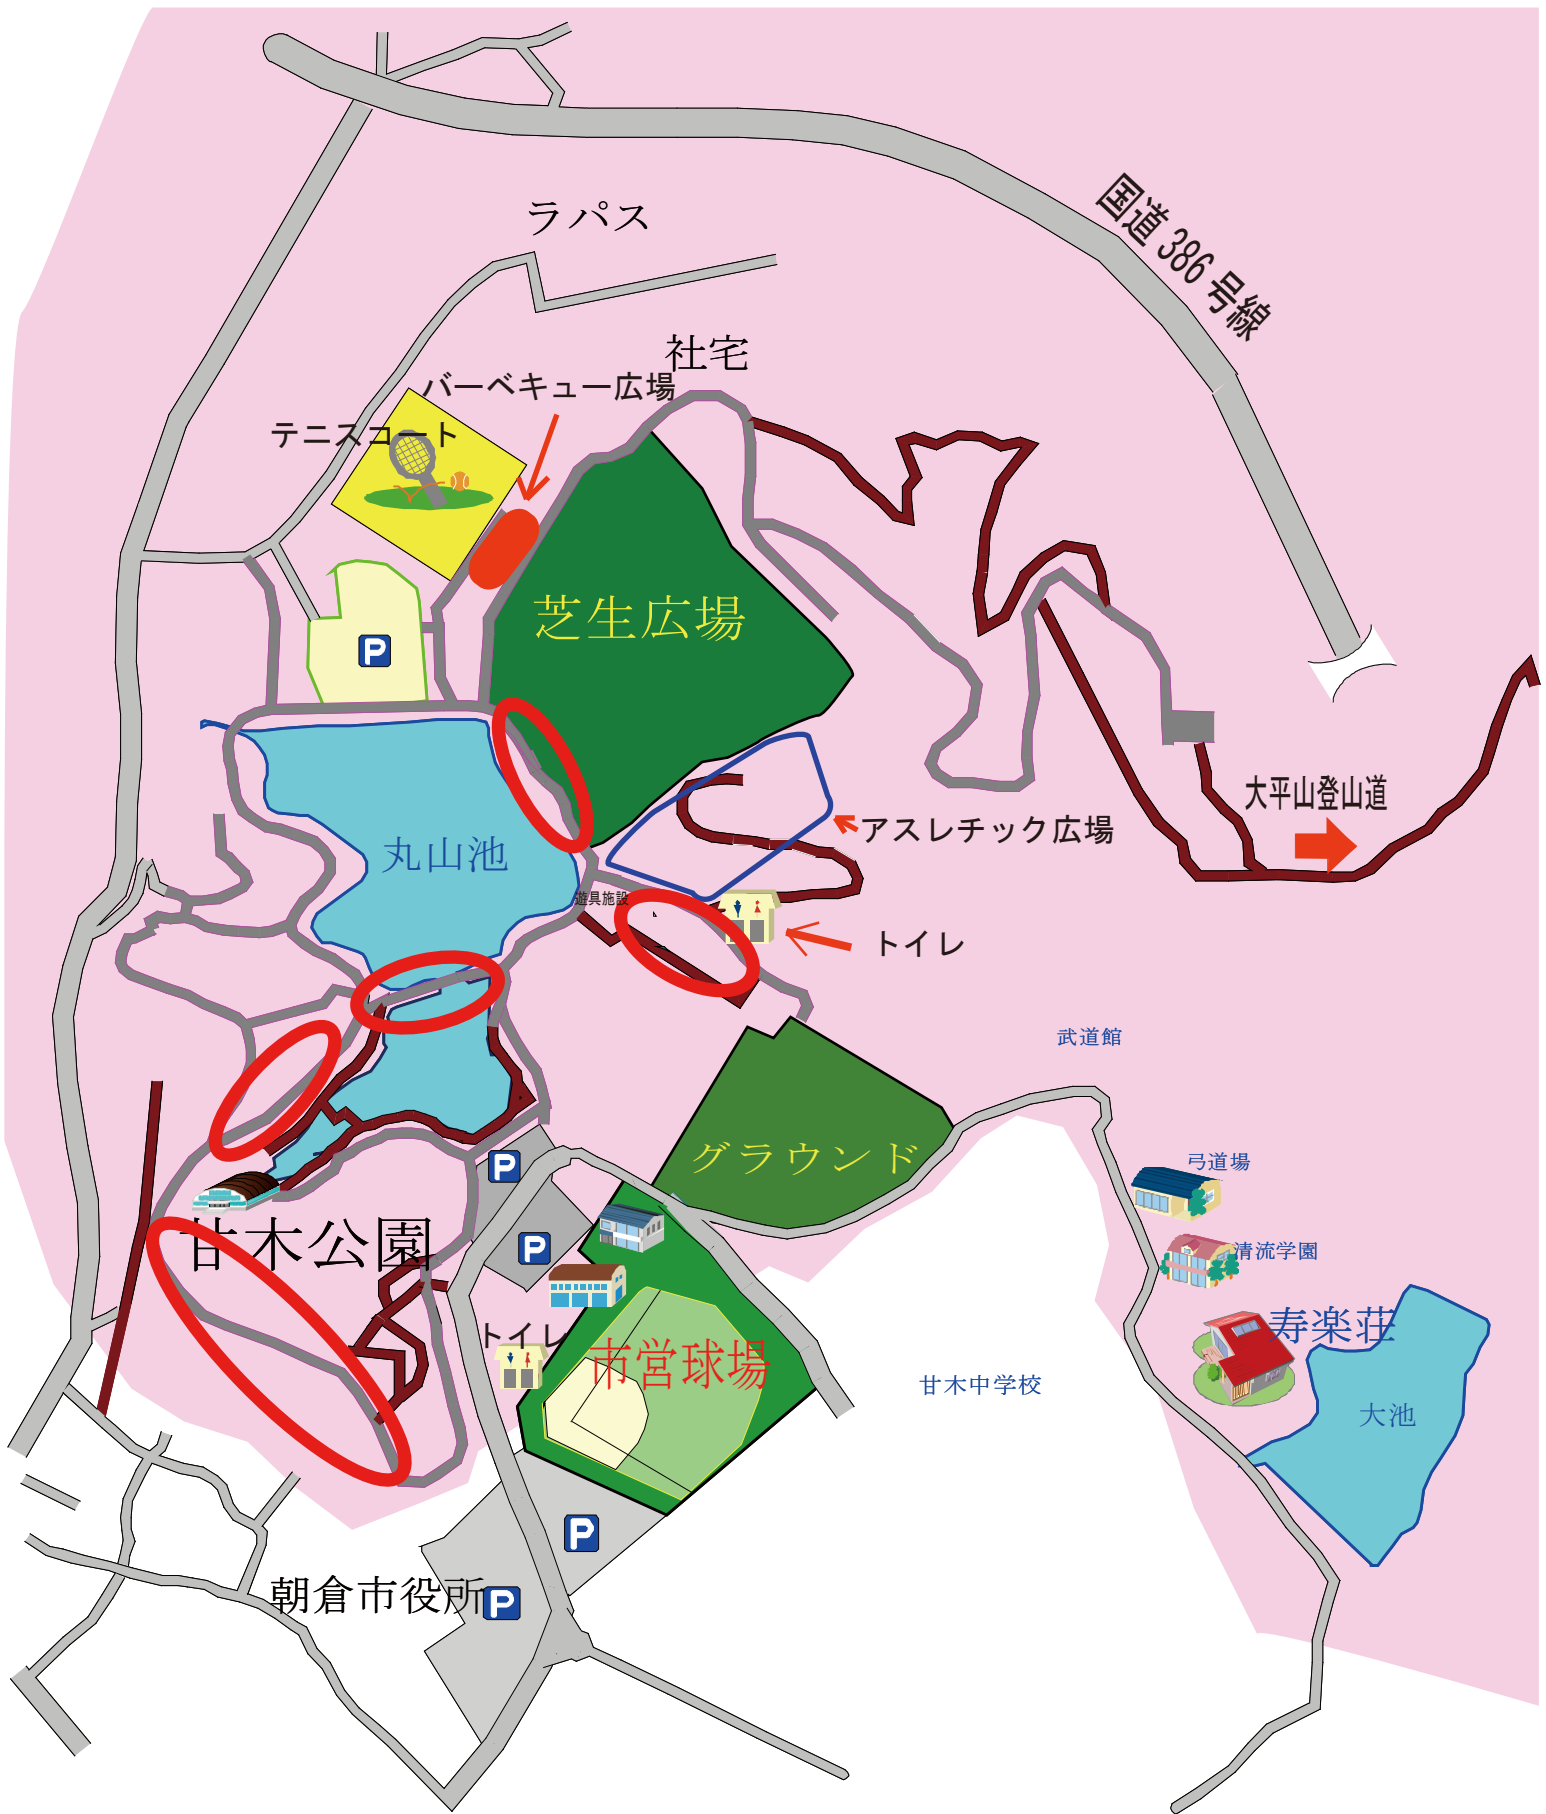 ラパス
国道386号線
社宅
バーベキュー広場
テニスコート
芝生広場
P
大平山登山道
アスレチック広場
丸山池
遊具施設
トイレ
武道館
グラウンド
弓道場
P
甘木公園
P
清流学園
寿楽荘
トイレ
市営球場
甘木中学校
大池
P
朝倉市役所
P